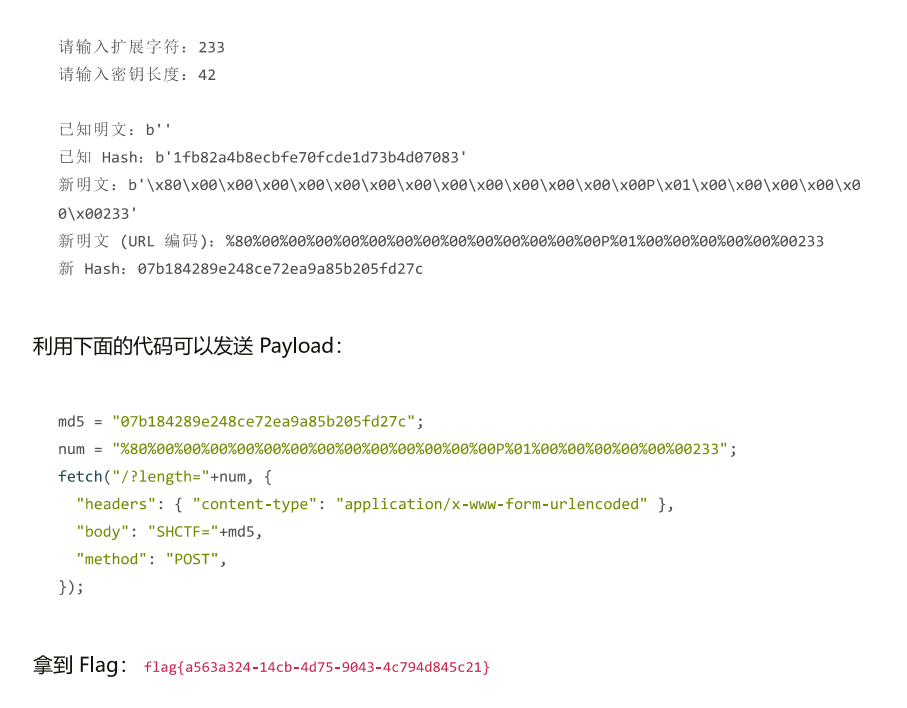 请输入扩展字符：233
请输入密钥长度：42
已知明文：b''
已知 Hash：b'1fb82a4b8ecbfe70fcde1d73b4d07083'
新明文：b'\x80\x00\x00\x00\x00\x00\x00\x00\x00\x00\x00\x00\x00\x00P\x01\x00\x00\x00\x00\x0
0\x00233'
新明文 (URL 编码)：%80%00%00%00%00%00%00%00%00%00%00%00%00%00P%01%00%00%00%00%00%00233
新 Hash：07b184289e248ce72ea9a85b205fd27c
利用下面的代码可以发送 Payload：
md5 = "07b184289e248ce72ea9a85b205fd27c";
num = "%80%00%00%00%00%00%00%00%00%00%00%00%00%00P%01%00%00%00%00%00%00233";
fetch("/?length="+num, {
  "headers": { "content-type": "application/x-www-form-urlencoded" },
  "body": "SHCTF="+md5,
  "method": "POST",
});
拿到 Flag： flag{a563a324-14cb-4d75-9043-4c794d845c21}